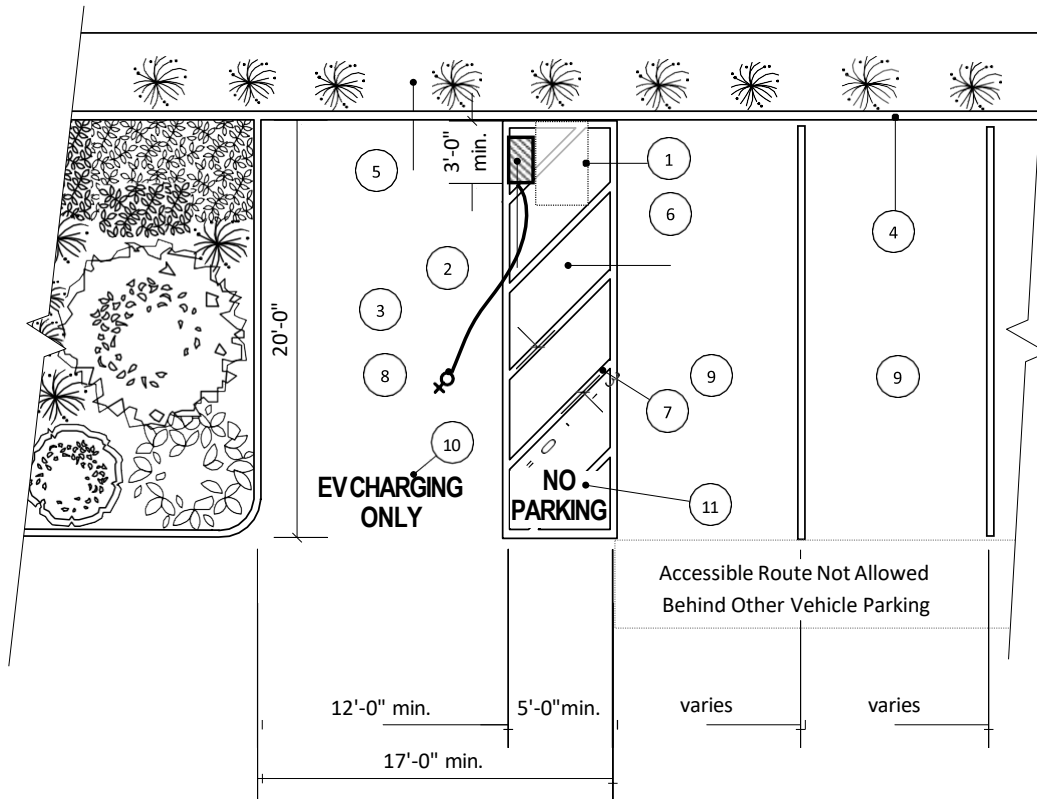 3'-0"
min.
5
1
6
4
2
3
20'-0"
8
9
9
7
10
EV CHARGING
ONLY
NO
PARKING
11
Accessible Route Not Allowed
Behind Other Vehicle Parking
12'-0" min.
5'-0"min.
varies
varies
17'-0" min.